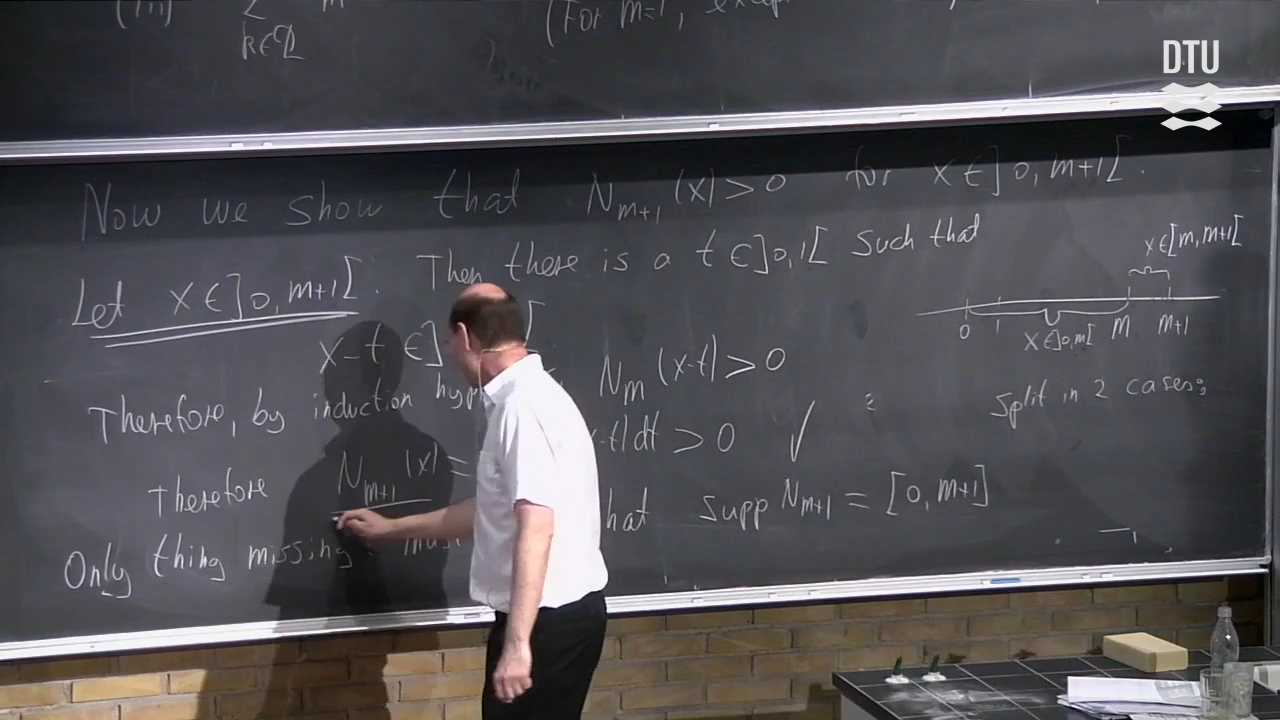 (iii) Σ
k∈ℤ
(For m=1, except
DTU
Now we show that N_{m+1}(x) > 0 for x ∈ ]0, m+1[.
Let x ∈ ]0, m+1[. Then there is a t ∈ ]0,1[ such that
x-t ∈ ] [
Therefore, by induction N_m(x-t) > 0
Therefore N_{m+1}(x) = -t)dt > 0 ✓
Only thing missing: that supp N_{m+1} = [0, m+1]
x ∈ [m, m+1[
0 1 m m+1
x∈]0,m[
Split in 2 cases: